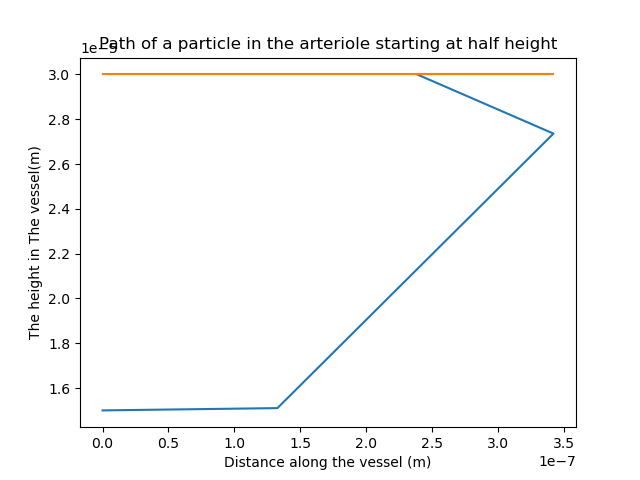 Path of a particle in the arteriole starting at half height
3.0
2.8
2.6
2.4
2.2
2.0
1.8
1.6
The height in The vessel(m)
0.0 0.5 1.0 1.5 2.0 2.5 3.0 3.5
1e−7
Distance along the vessel (m)